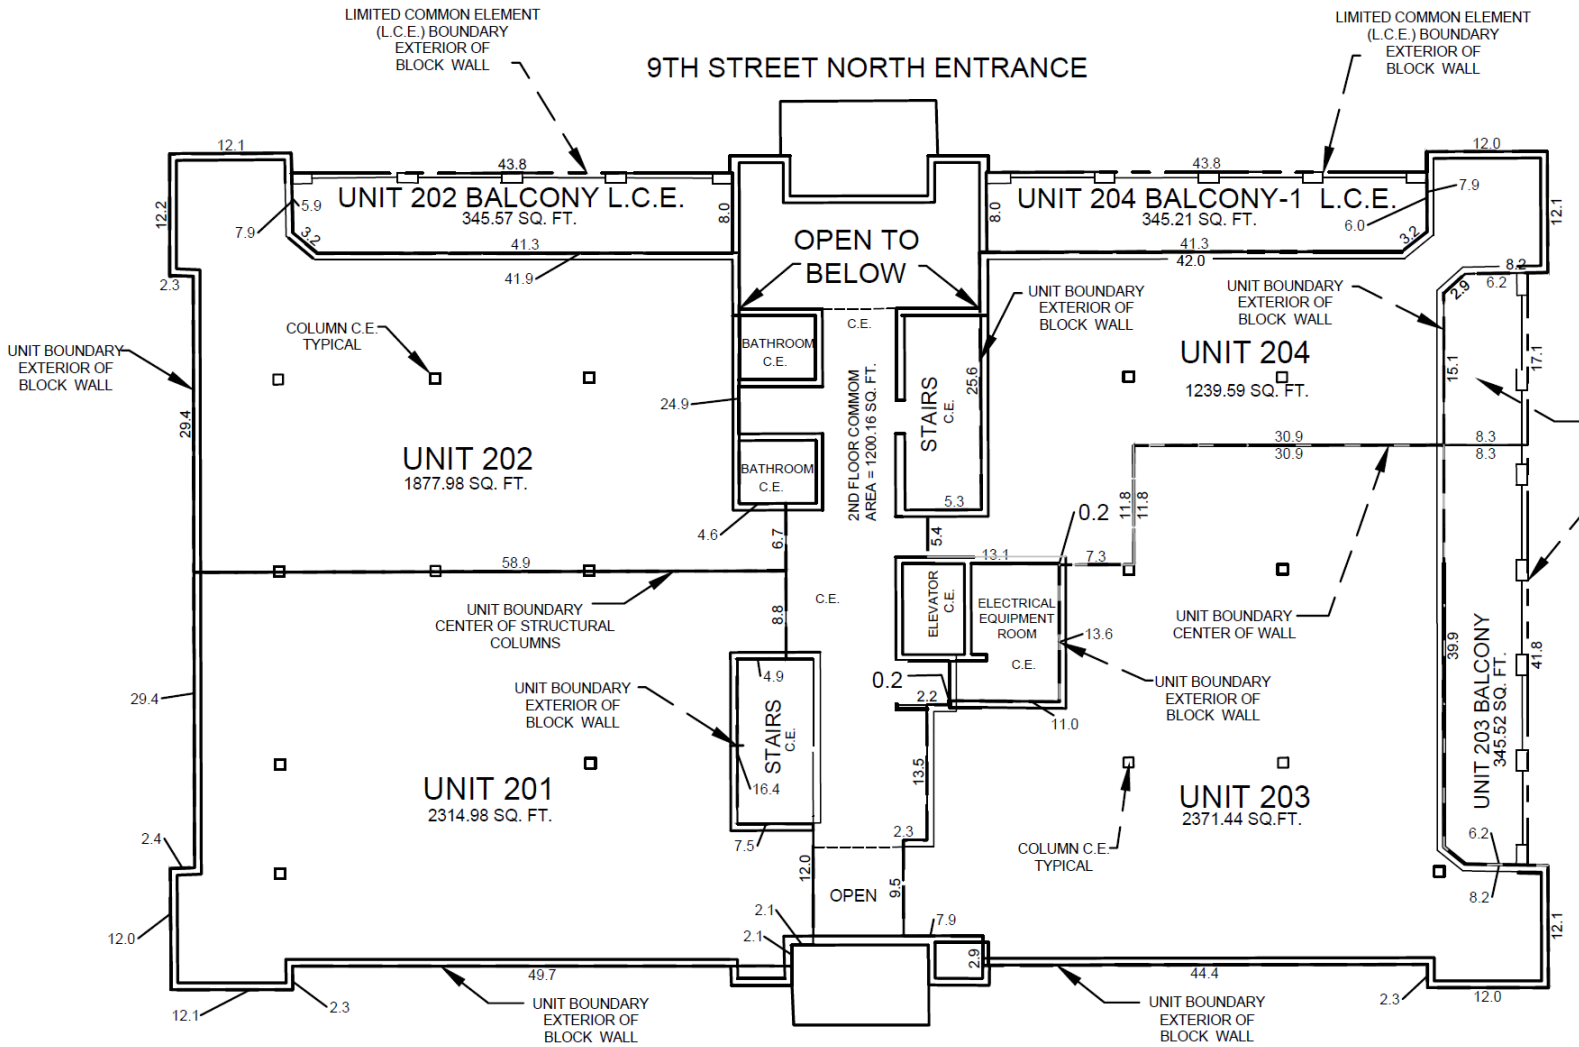 LIMITED COMMON ELEMENT
(L.C.E.) BOUNDARY
EXTERIOR OF
BLOCK WALL
9TH STREET NORTH ENTRANCE
LIMITED COMMON ELEMENT
(L.C.E.) BOUNDARY
EXTERIOR OF
BLOCK WALL
12.1
43.8
43.8
12.0
UNIT 202 BALCONY L.C.E.
345.57 SQ. FT.
UNIT 204 BALCONY-1 L.C.E.
345.21 SQ. FT.
12.2
7.9
5.9
3.2
8.0
8.0
6.0
7.9
3.2
12.1
41.3
41.9
41.3
42.0
OPEN TO
BELOW
2.3
8.2
6.2
2.9
UNIT BOUNDARY
EXTERIOR OF
BLOCK WALL
UNIT BOUNDARY
EXTERIOR OF
BLOCK WALL
COLUMN C.E.
TYPICAL
UNIT BOUNDARY
EXTERIOR OF
BLOCK WALL
C.E.
BATHROOM
C.E.
UNIT 204
1239.59 SQ. FT.
15.1
17.1
29.4
24.9
25.6
STAIRS
C.E.
2ND FLOOR COMMOM
AREA = 1200.16 SQ. FT.
UNIT 202
1877.98 SQ. FT.
BATHROOM
C.E.
30.9
30.9
8.3
8.3
11.8
11.8
4.6
6.7
5.3
5.4
0.2
58.9
13.1
7.3
UNIT BOUNDARY
CENTER OF STRUCTURAL
COLUMNS
8.8
C.E.
ELEVATOR
C.E.
ELECTRICAL
EQUIPMENT
ROOM
C.E.
13.6
UNIT BOUNDARY
CENTER OF WALL
39.9
41.8
UNIT 203 BALCONY
345.52 SQ. FT.
29.4
UNIT BOUNDARY
EXTERIOR OF
BLOCK WALL
4.9
0.2
2.2
11.0
UNIT BOUNDARY
EXTERIOR OF
BLOCK WALL
STAIRS
C.E.
16.4
13.5
UNIT 201
2314.98 SQ. FT.
UNIT 203
2371.44 SQ.FT.
2.4
7.5
2.3
COLUMN C.E.
TYPICAL
6.2
8.2
12.0
OPEN
9.5
12.0
2.1
2.1
7.9
2.9
12.1
49.7
44.4
12.1
2.3
2.3
12.0
UNIT BOUNDARY
EXTERIOR OF
BLOCK WALL
UNIT BOUNDARY
EXTERIOR OF
BLOCK WALL